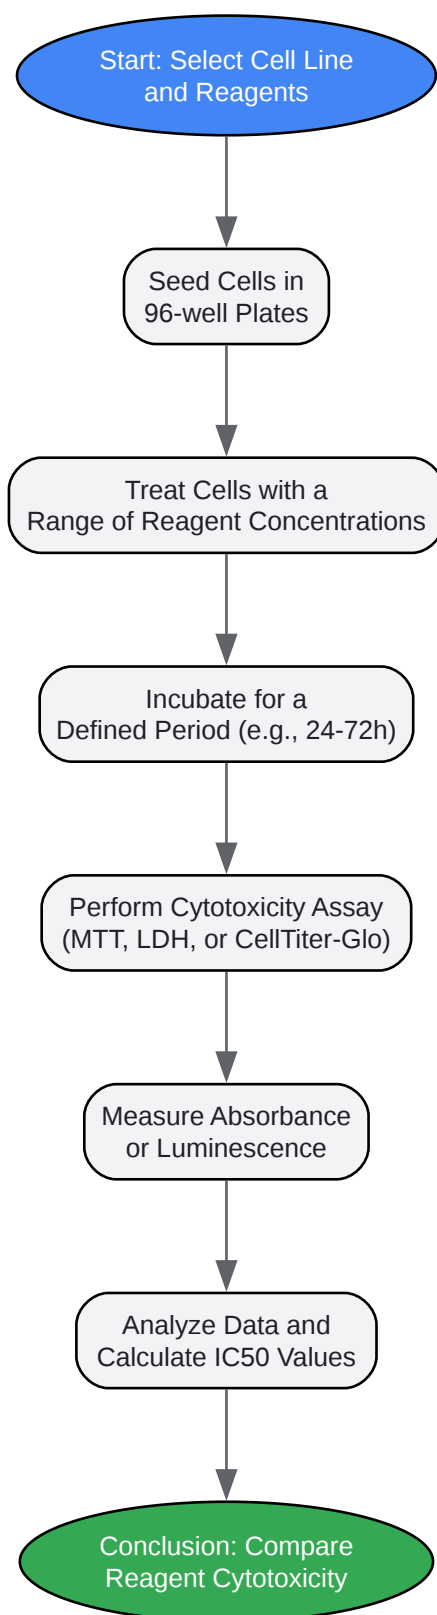 Start: Select Cell Line
and Reagents
Seed Cells in
96-well Plates
Treat Cells with a
Range of Reagent Concentrations
Incubate for a
Defined Period (e.g., 24-72h)
Perform Cytotoxicity Assay
(MTT, LDH, or CellTiter-Glo)
Measure Absorbance
or Luminescence
Analyze Data and
Calculate IC50 Values
Conclusion: Compare
Reagent Cytotoxicity